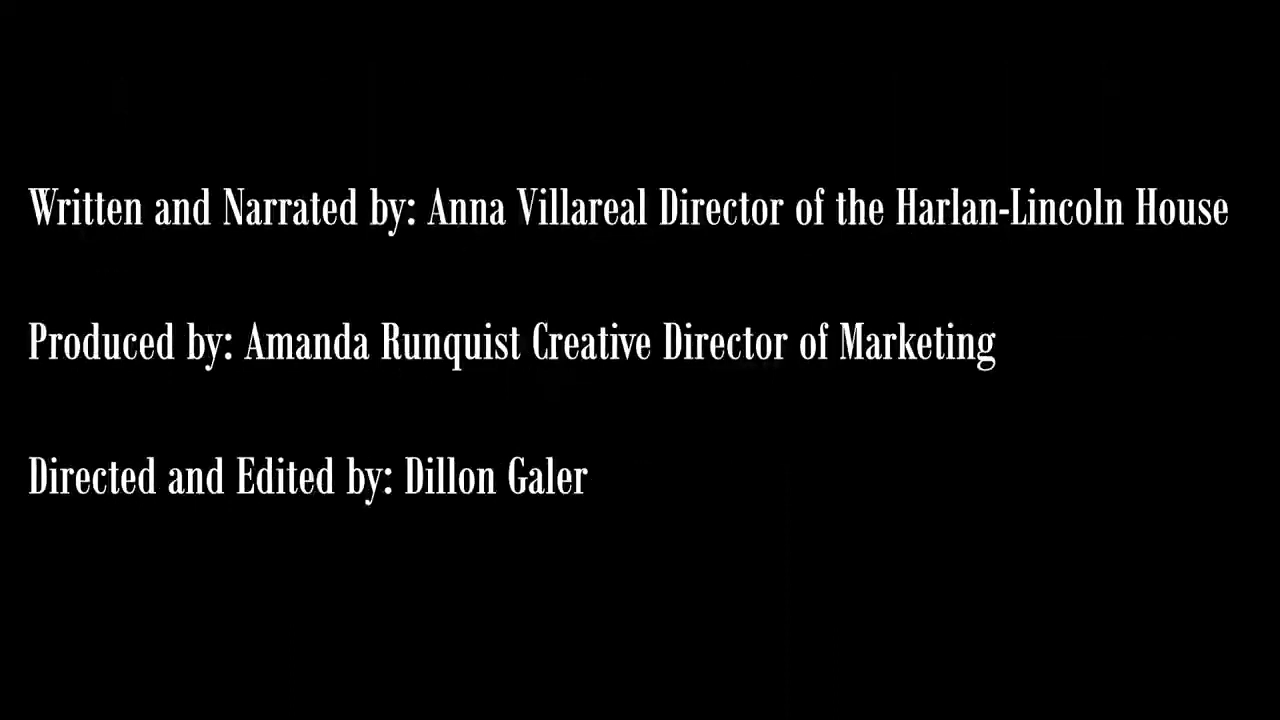 Written and Narrated by: Anna Villareal Director of the Harlan-Lincoln House
Produced by: Amanda Runquist Creative Director of Marketing
Directed and Edited by: Dillon Galer